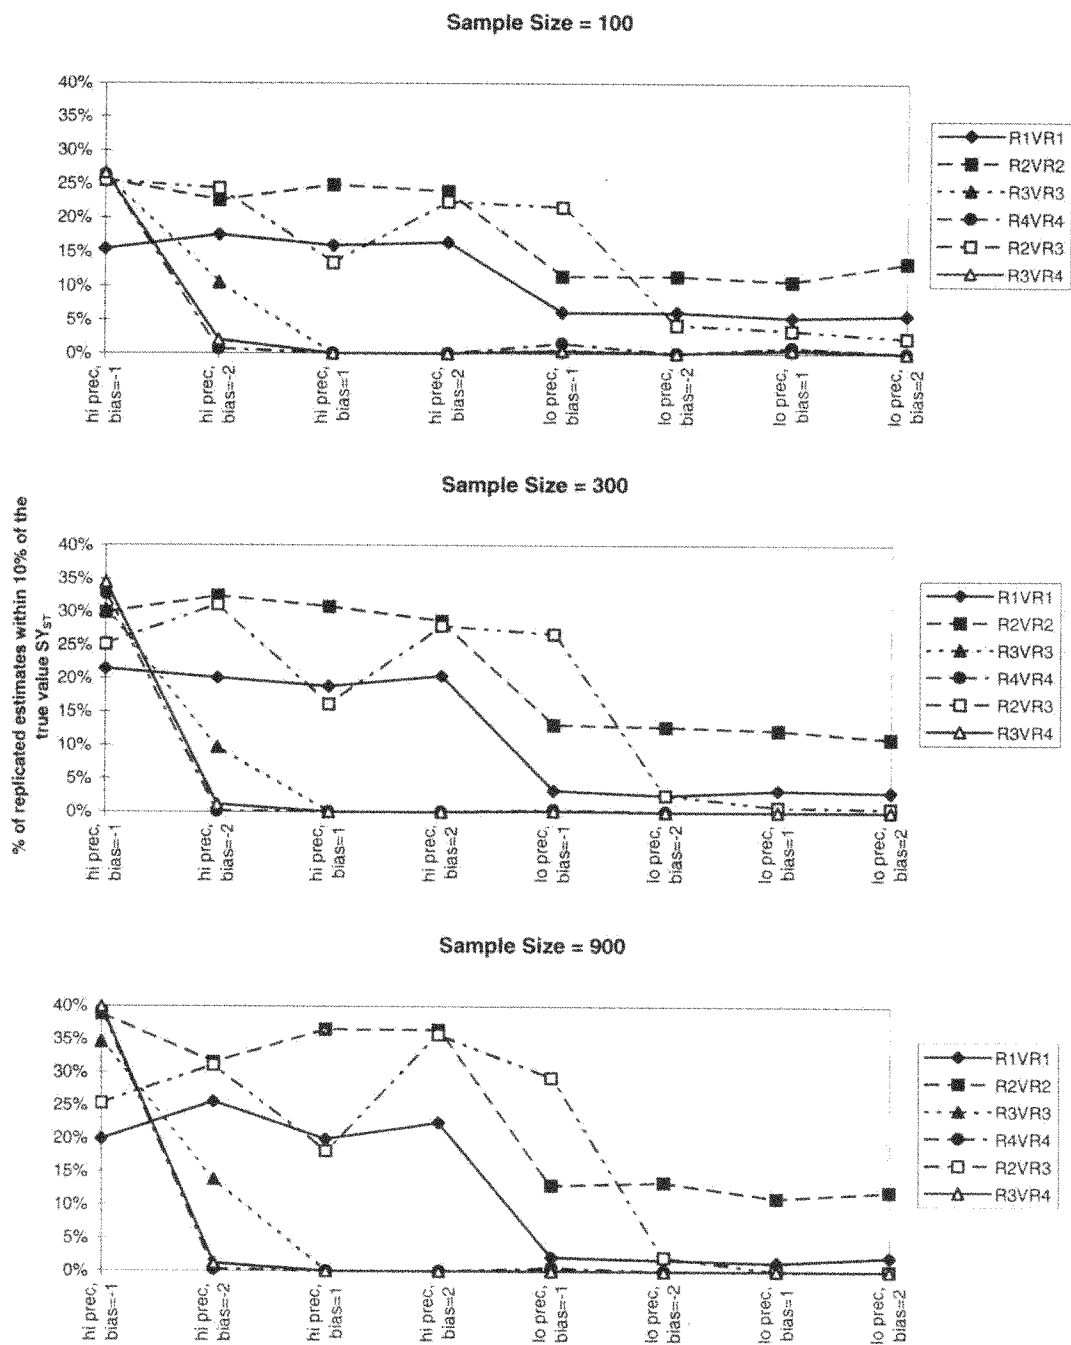 Sample Size = 100
40%
35%
30%
25%
20%
15%
10%
5%
0%
hi prec,
bias=-1
hi prec,
bias=-2
hi prec,
bias=1
hi prec,
bias=2
lo prec,
bias=-1
lo prec,
bias=-2
lo prec,
bias=1
lo prec,
bias=2
R1VR1
R2VR2
R3VR3
R4VR4
R2VR3
R3VR4
% of replicated estimates within 10% of the
true value SY_ST
Sample Size = 300
40%
35%
30%
25%
20%
15%
10%
5%
0%
hi prec,
bias=-1
hi prec,
bias=-2
hi prec,
bias=1
hi prec,
bias=2
lo prec,
bias=-1
lo prec,
bias=-2
lo prec,
bias=1
lo prec,
bias=2
R1VR1
R2VR2
R3VR3
R4VR4
R2VR3
R3VR4
Sample Size = 900
40%
35%
30%
25%
20%
15%
10%
5%
0%
hi prec,
bias=-1
hi prec,
bias=-2
hi prec,
bias=1
hi prec,
bias=2
lo prec,
bias=-1
lo prec,
bias=-2
lo prec,
bias=1
lo prec,
bias=2
R1VR1
R2VR2
R3VR3
R4VR4
R2VR3
R3VR4